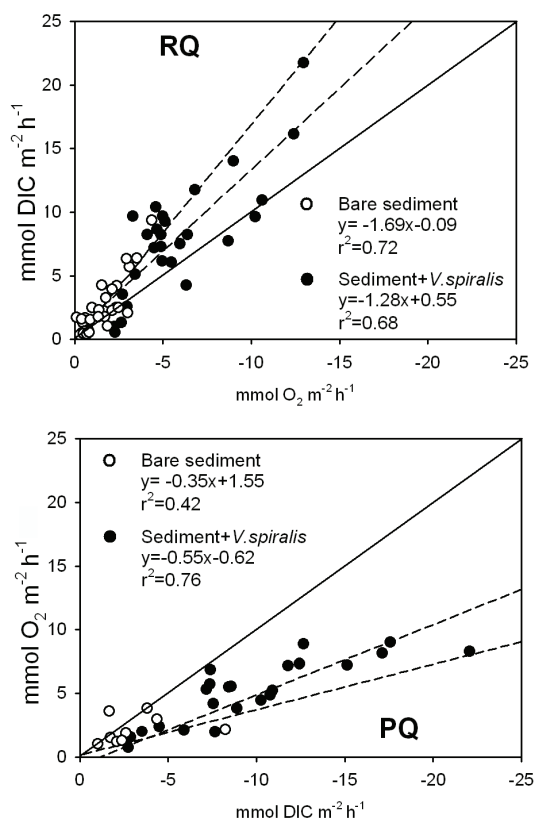 RQ
25
20
15
10
5
0
mmol DIC m-2 h-1
Bare sediment
y= -1.69x-0.09
r2=0.72
Sediment+V.spiralis
y=-1.28x+0.55
r2=0.68
0 -5 -10 -15 -20 -25
mmol O2 m-2 h-1
25
20
15
10
5
0
mmol O2 m-2 h-1
Bare sediment
y= -0.35x+1.55
r2=0.42
Sediment+V.spiralis
y=-0.55x-0.62
r2=0.76
PQ
0 -5 -10 -15 -20 -25
mmol DIC m-2 h-1